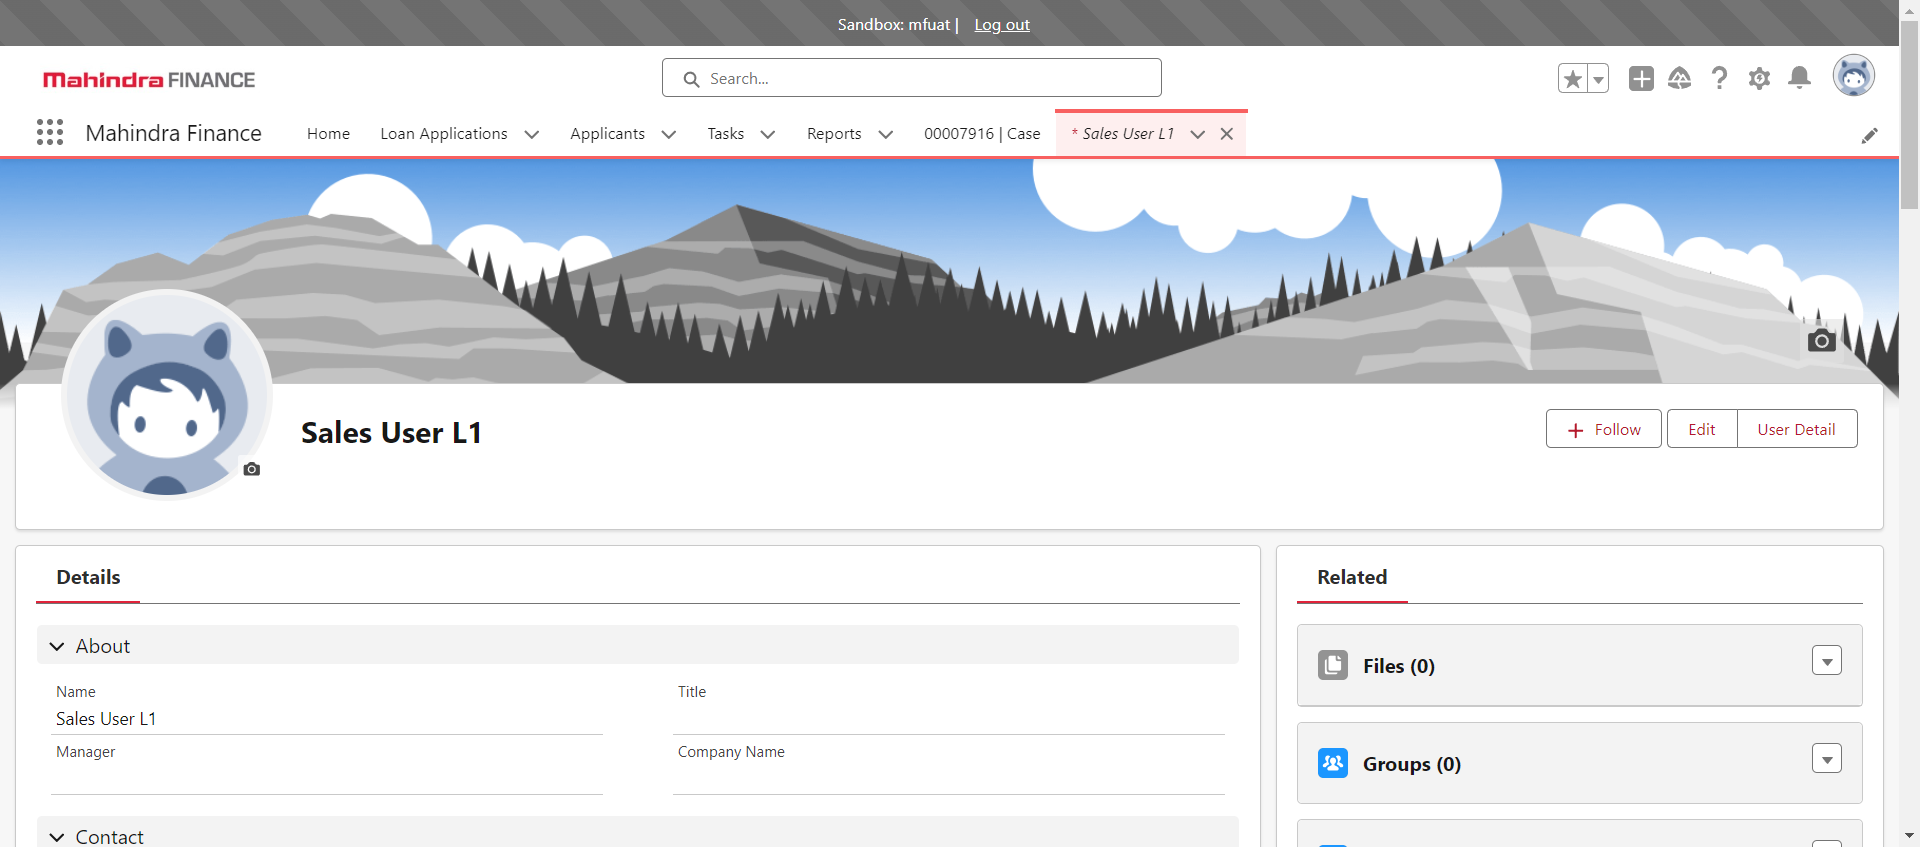 Sandbox: mfuat | Log out
Mahindra FINANCE
Search...
Mahindra Finance Home Loan Applications Applicants Tasks Reports 00007916 | Case * Sales User L1
Sales User L1
Follow Edit User Detail
Details
Related
About
Files (0)
Name
Sales User L1
Title
Manager
Company Name
Groups (0)
Contact